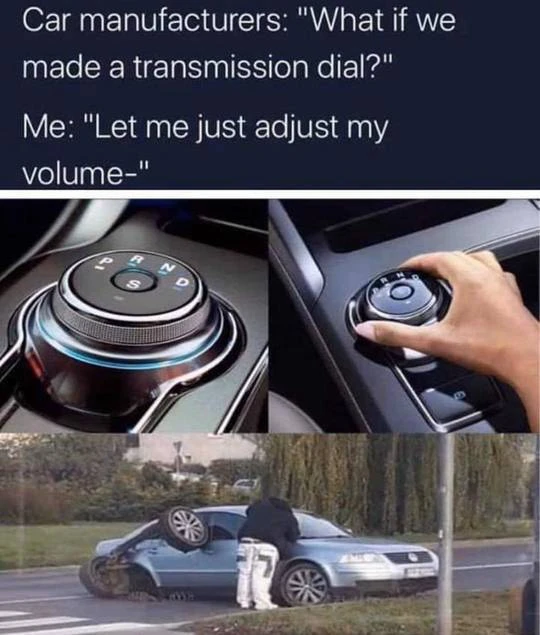 Car manufacturers: "What if we
made a transmission dial?"
Me: "Let me just adjust my
volume-"
P R N D
S
R N D